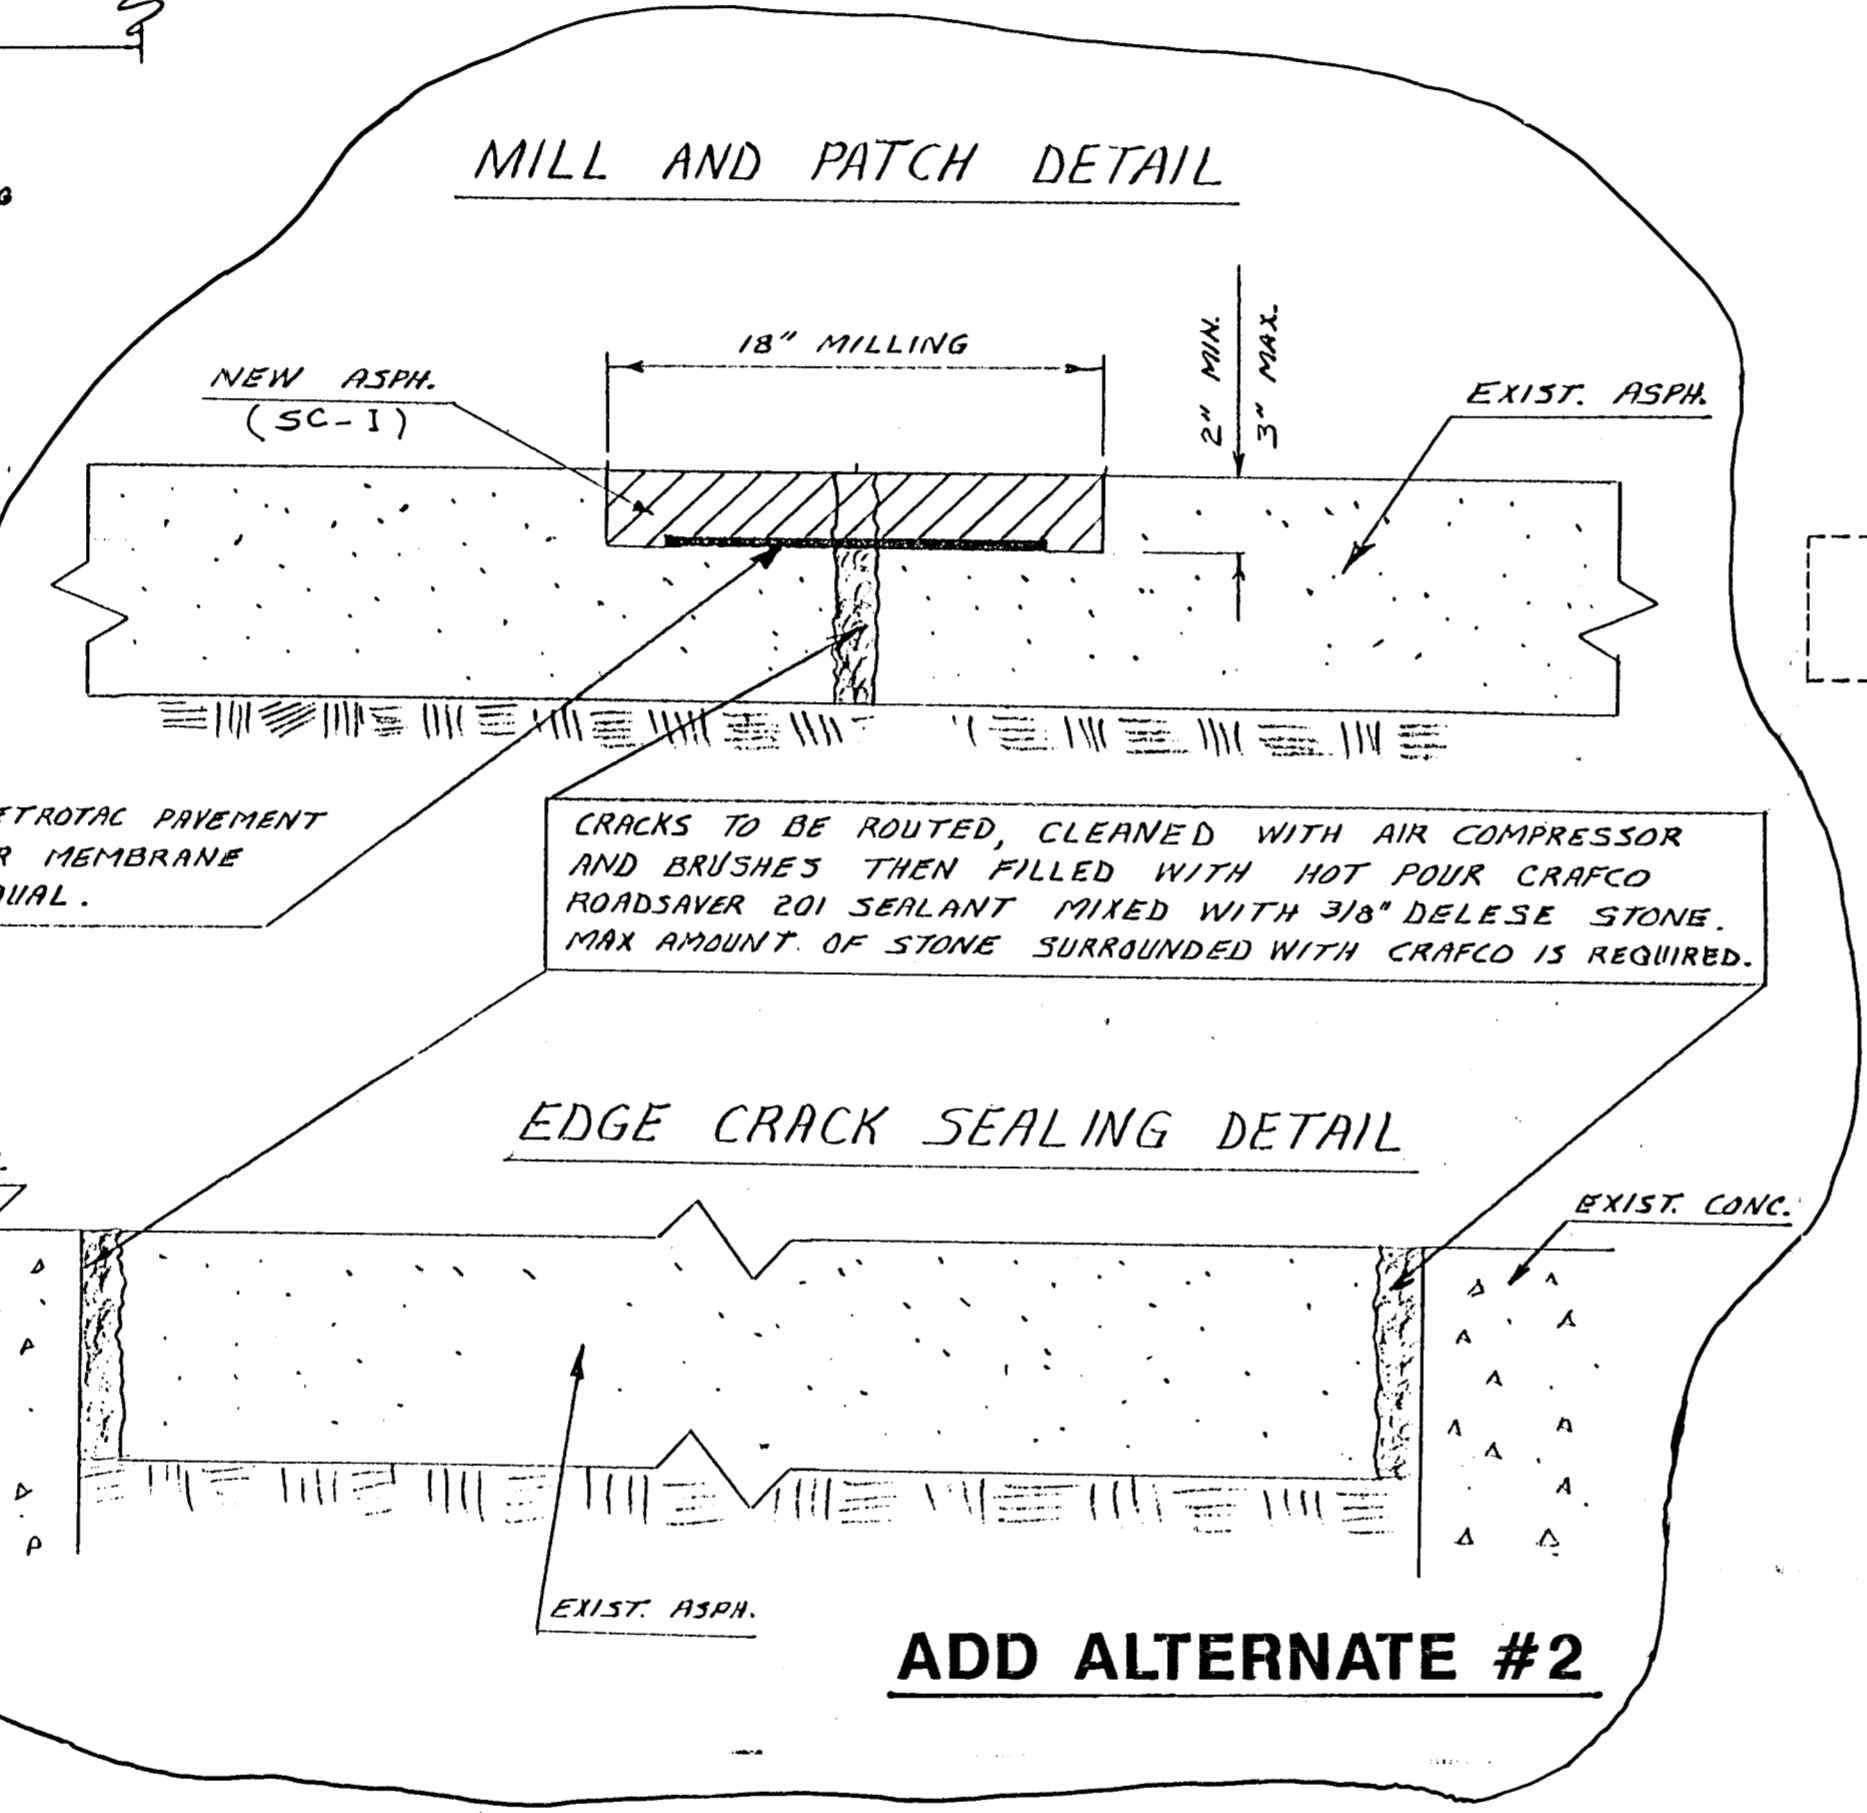 MILL AND PATCH DETAIL
18" MILLING
2" MIN.
3" MAX.
NEW ASPH.
(SC-I)
EXIST. ASPH.
PAVEMENT
MEMBRANE
CRACKS TO BE ROUTED, CLEANED WITH AIR COMPRESSOR
AND BRUSHES THEN FILLED WITH HOT POUR CRAFCO
ROADSAVER 201 SEALANT MIXED WITH 3/8" DELESE STONE.
MAX AMOUNT OF STONE SURROUNDED WITH CRAFCO IS REQUIRED.
EDGE CRACK SEALING DETAIL
EXIST. CONC.
EXIST. ASPH.
ADD ALTERNATE #2